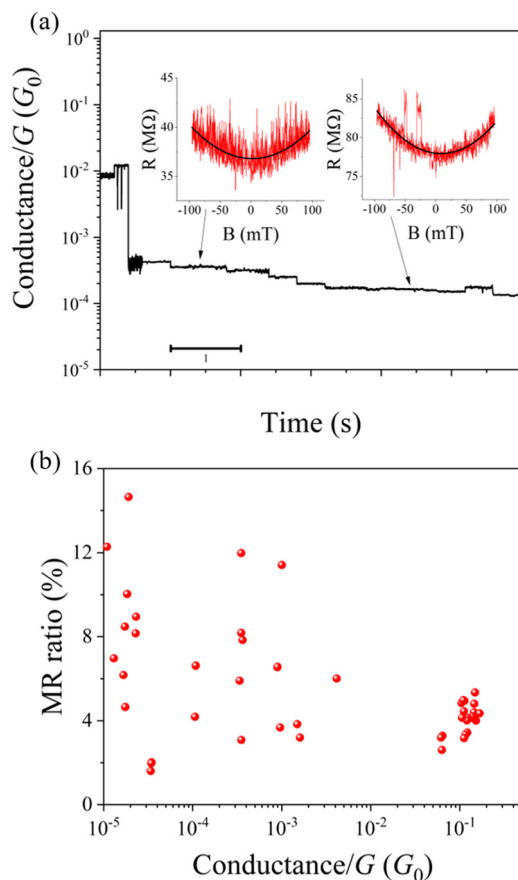 (a)
Conductance/G (G₀)
10⁰
10⁻¹
10⁻²
10⁻³
10⁻⁴
10⁻⁵
R (MΩ)
45
40
35
-100 -50 0 50 100
B (mT)
R (MΩ)
85
80
75
-100 -50 0 50 100
B (mT)
1
Time (s)
(b)
MR ratio (%)
16
12
8
4
0
10⁻⁵ 10⁻⁴ 10⁻³ 10⁻² 10⁻¹
Conductance/G (G₀)